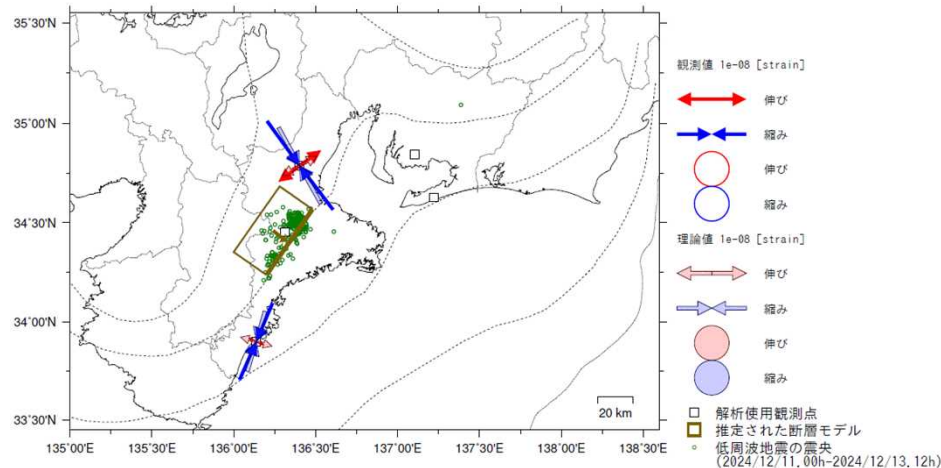 35°30'N
35°00'N
34°30'N
34°00'N
33°30'N
135°00'E
135°30'E
136°00'E
136°30'E
137°00'E
137°30'E
138°00'E
138°30'E
20 km
観測値 1e-08 [strain]
伸び
縮み
伸び
縮み
理論値 1e-08 [strain]
伸び
縮み
伸び
縮み
解析使用観測点
推定された断層モデル
低周波地震の震央
(2024/12/11.00h-2024/12/13.12h)